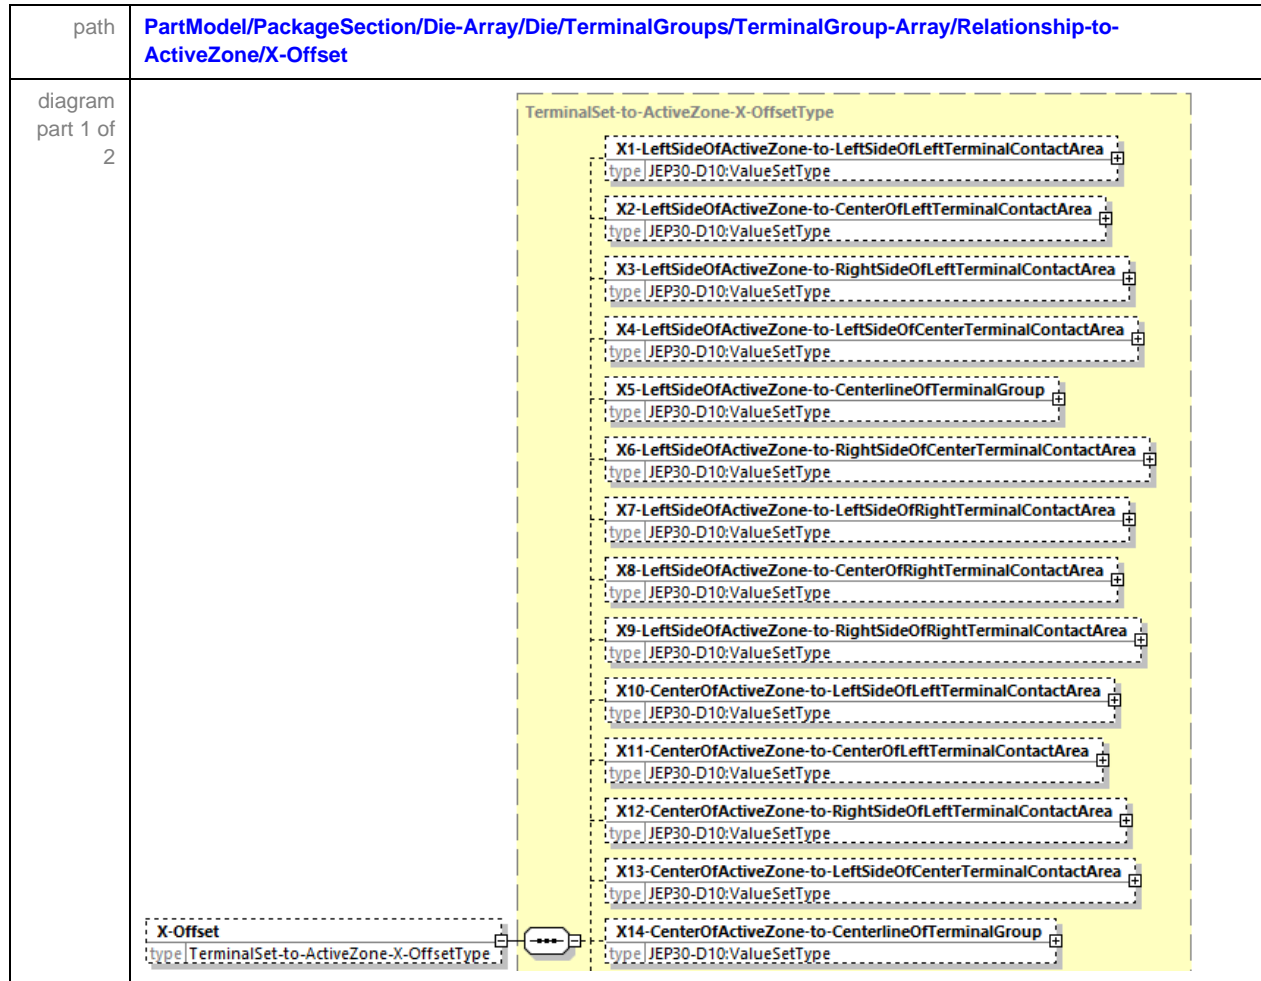 path
PartModel/PackageSection/Die-Array/Die/TerminalGroups/TerminalGroup-Array/Relationship-to-
ActiveZone/X-Offset
diagram
part 1 of
2
TerminalSet-to-ActiveZone-X-OffsetType
X1-LeftSideOfActiveZone-to-LeftSideOfLeftTerminalContactArea
type JEP30-D10:ValueSetType
X2-LeftSideOfActiveZone-to-CenterOfLeftTerminalContactArea
type JEP30-D10:ValueSetType
X3-LeftSideOfActiveZone-to-RightSideOfLeftTerminalContactArea
type JEP30-D10:ValueSetType
X4-LeftSideOfActiveZone-to-LeftSideOfCenterTerminalContactArea
type JEP30-D10:ValueSetType
X5-LeftSideOfActiveZone-to-CenterlineOfTerminalGroup
type JEP30-D10:ValueSetType
X6-LeftSideOfActiveZone-to-RightSideOfCenterTerminalContactArea
type JEP30-D10:ValueSetType
X7-LeftSideOfActiveZone-to-LeftSideOfRightTerminalContactArea
type JEP30-D10:ValueSetType
X8-LeftSideOfActiveZone-to-CenterOfRightTerminalContactArea
type JEP30-D10:ValueSetType
X9-LeftSideOfActiveZone-to-RightSideOfRightTerminalContactArea
type JEP30-D10:ValueSetType
X10-CenterOfActiveZone-to-LeftSideOfLeftTerminalContactArea
type JEP30-D10:ValueSetType
X11-CenterOfActiveZone-to-CenterOfLeftTerminalContactArea
type JEP30-D10:ValueSetType
X12-CenterOfActiveZone-to-RightSideOfLeftTerminalContactArea
type JEP30-D10:ValueSetType
X13-CenterOfActiveZone-to-LeftSideOfCenterTerminalContactArea
type JEP30-D10:ValueSetType
X-Offset
type TerminalSet-to-ActiveZone-X-OffsetType
X14-CenterOfActiveZone-to-CenterlineOfTerminalGroup
type JEP30-D10:ValueSetType